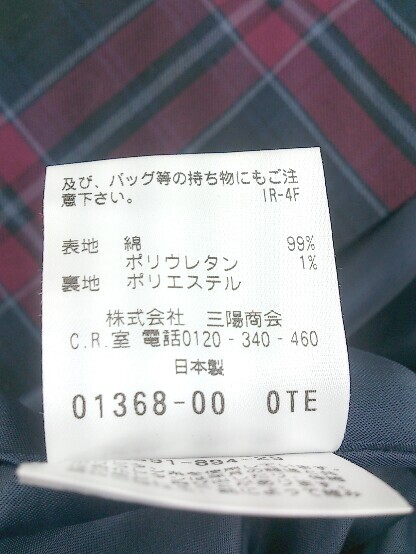 及び、バッグ等の持ち物にもご注
意下さい。 IR-4F
表地 綿 99%
ポリウレタン 1%
裏地 ポリエステル
株式会社 三陽商会
C.R.室 電話0120-340-460
日本製
01368-00 OTE